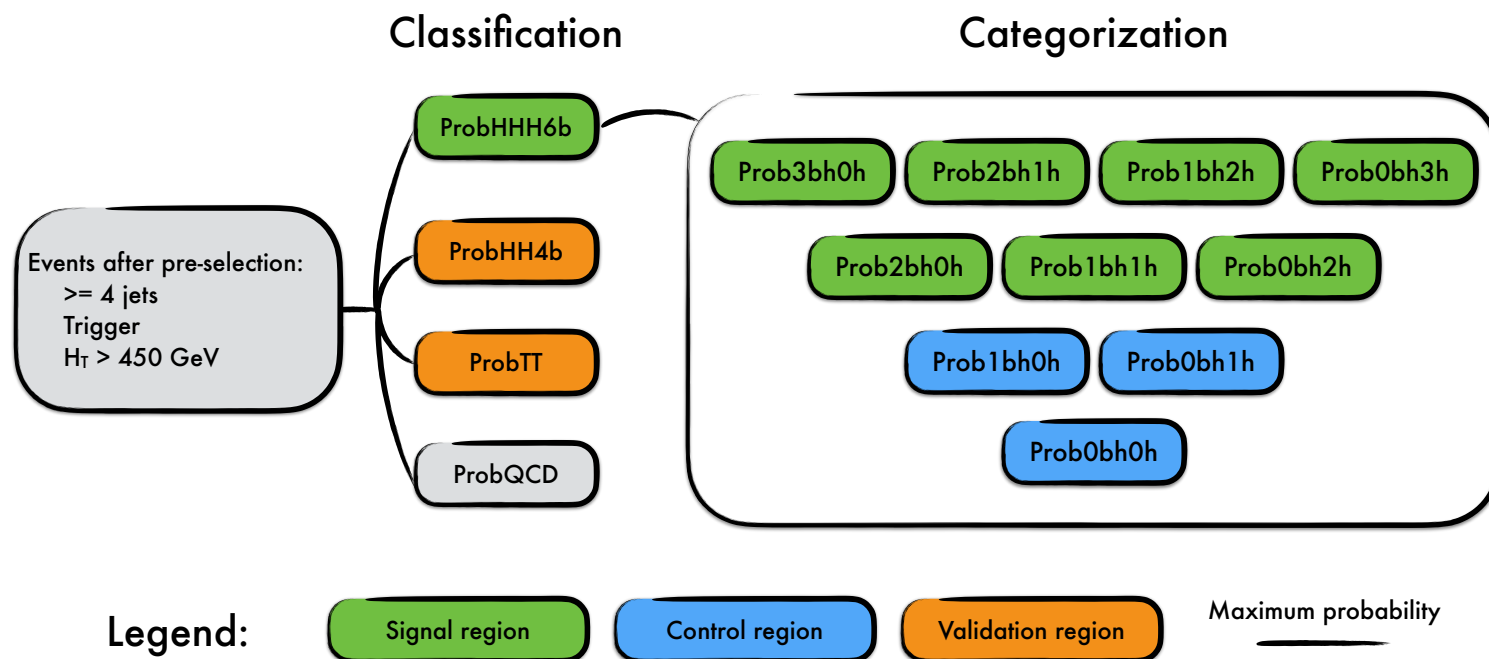 Classification
Categorization
ProbHHH6b
Prob3bh0h
Prob2bh1h
Prob1bh2h
Prob0bh3h
Events after pre-selection:
>= 4 jets
Trigger
HT > 450 GeV
ProbHH4b
Prob2bh0h
Prob1bh1h
Prob0bh2h
ProbTT
Prob1bh0h
Prob0bh1h
ProbQCD
Prob0bh0h
Legend:
Signal region
Control region
Validation region
Maximum probability